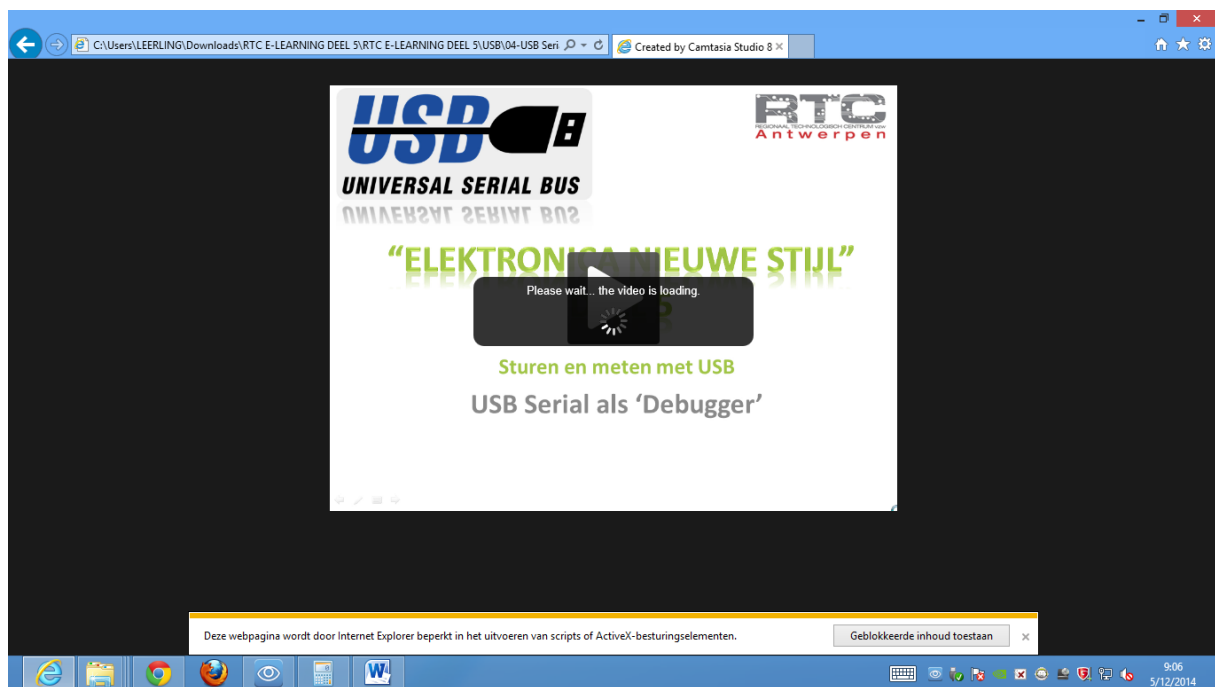 C:\Users\LEERLING\Downloads\RTC E-LEARNING DEEL 5\RTC E-LEARNING DEEL 5\USB\04-USB Seri
Created by Camtasia Studio 8
USB
UNIVERSAL SERIAL BUS
RTC
REGIONAAL TECHNOLOGISCH CENTRUM vzw
Antwerpen
“ELEKTRONICA NIEUWE STIJL”
Please wait... the video is loading.
Sturen en meten met USB
USB Serial als ‘Debugger’
Deze webpagina wordt door Internet Explorer beperkt in het uitvoeren van scripts of ActiveX-besturingselementen.
Geblokkeerde inhoud toestaan
9:06
5/12/2014